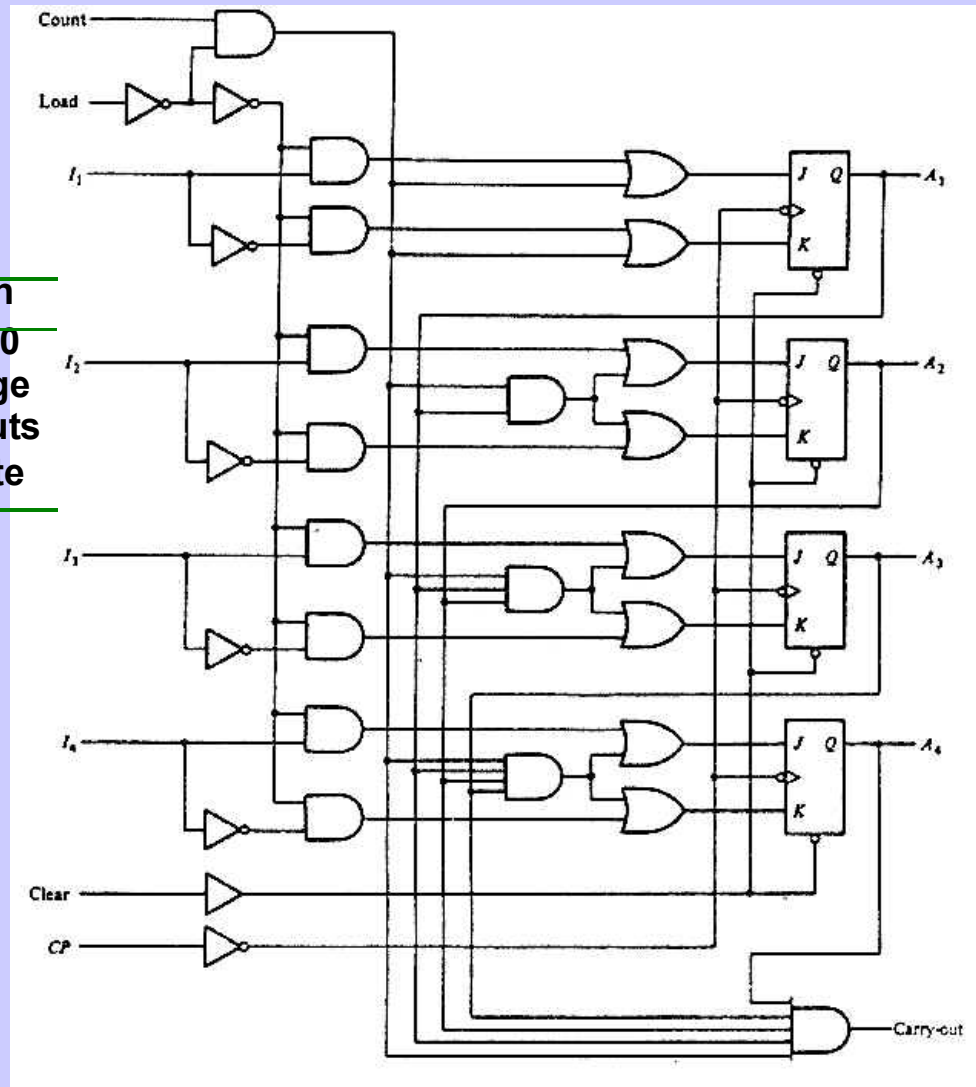 Count
Load
I1
J Q A1
K
n
0
ge
uts
te
I2
J Q A2
K
I3
J Q A3
K
I4
J Q A4
K
Clear
CP
Carry-out